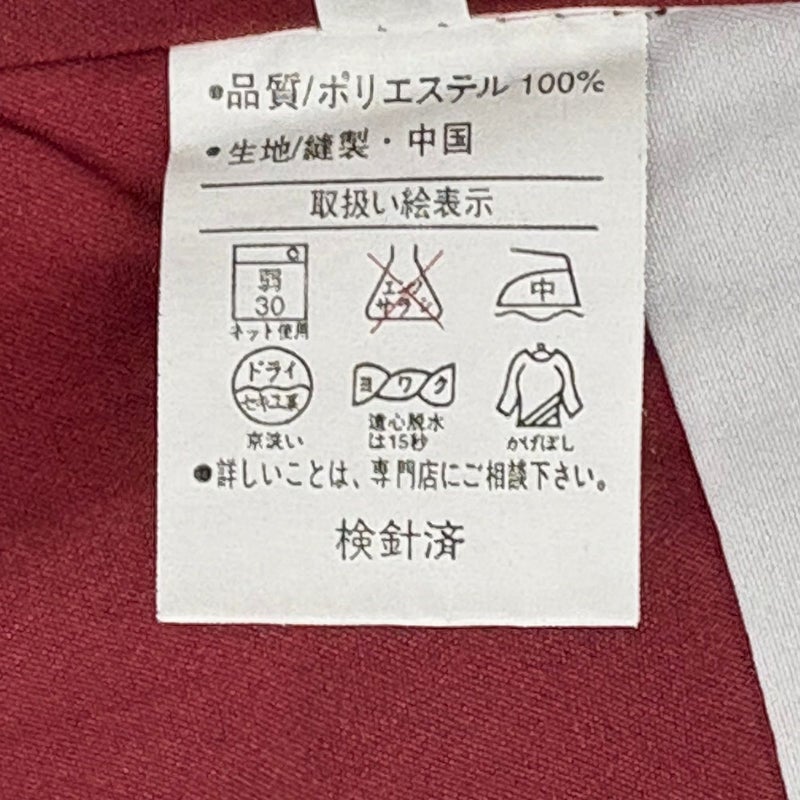 •品質/ポリエステル 100%
•生地/縫製・中国
取扱い絵表示
弱
30
ネット使用
エンソ
サラシ
中
ドライ
セキユ系
京洗い
ヨワク
遠心脱水
は15秒
かげぼし
•詳しいことは、専門店にご相談下さい。
検針済